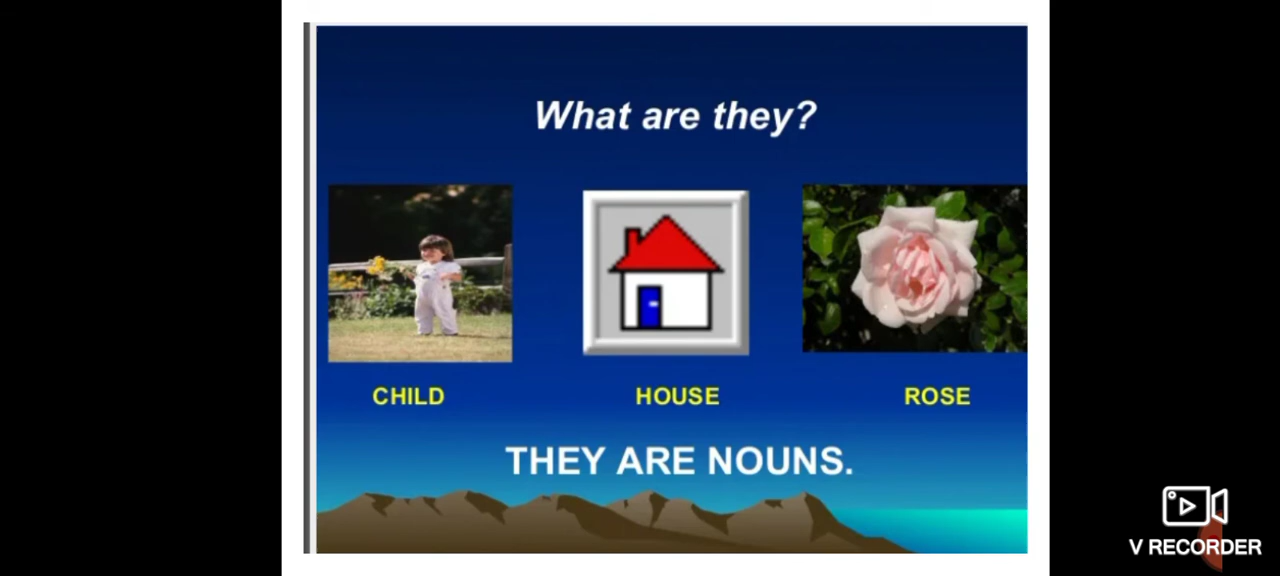 What are they?
CHILD HOUSE ROSE
THEY ARE NOUNS.
V RECORDER